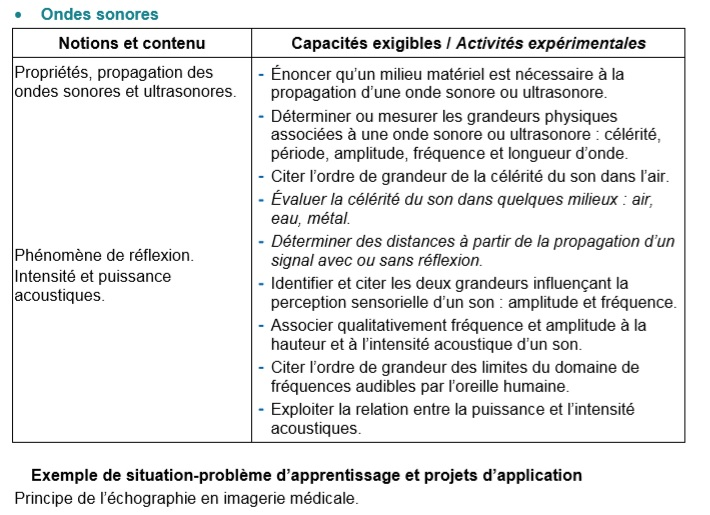 • Ondes sonores
Notions et contenu
Capacités exigibles / Activités expérimentales
Propriétés, propagation des
ondes sonores et ultrasonores.
Phénomène de réflexion.
Intensité et puissance
acoustiques.
- Énoncer qu'un milieu matériel est nécessaire à la
propagation d'une onde sonore ou ultrasonore.
- Déterminer ou mesurer les grandeurs physiques
associées à une onde sonore ou ultrasonore : célérité,
période, amplitude, fréquence et longueur d'onde.
- Citer l'ordre de grandeur de la célérité du son dans l'air.
- Évaluer la célérité du son dans quelques milieux : air,
eau, métal.
- Déterminer des distances à partir de la propagation d'un
signal avec ou sans réflexion.
- Identifier et citer les deux grandeurs influençant la
perception sensorielle d'un son : amplitude et fréquence.
- Associer qualitativement fréquence et amplitude à la
hauteur et à l'intensité acoustique d'un son.
- Citer l'ordre de grandeur des limites du domaine de
fréquences audibles par l'oreille humaine.
- Exploiter la relation entre la puissance et l'intensité
acoustiques.
Exemple de situation-problème d'apprentissage et projets d'application
Principe de l'échographie en imagerie médicale.